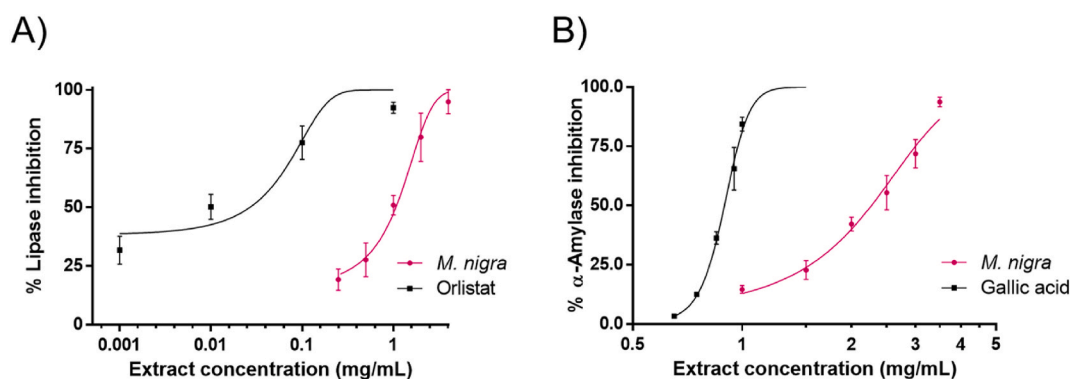 A)
% Lipase inhibition
100
75
50
25
0
0.001 0.01 0.1 1.0
Extract concentration (mg/mL)
M. nigra
Orlistat
B)
% α-Amylase inhibition
100.0
75.0
50.0
25.0
0.0
0.5 1 2 3 4 5
Extract concentration (mg/mL)
M. nigra
Gallic acid